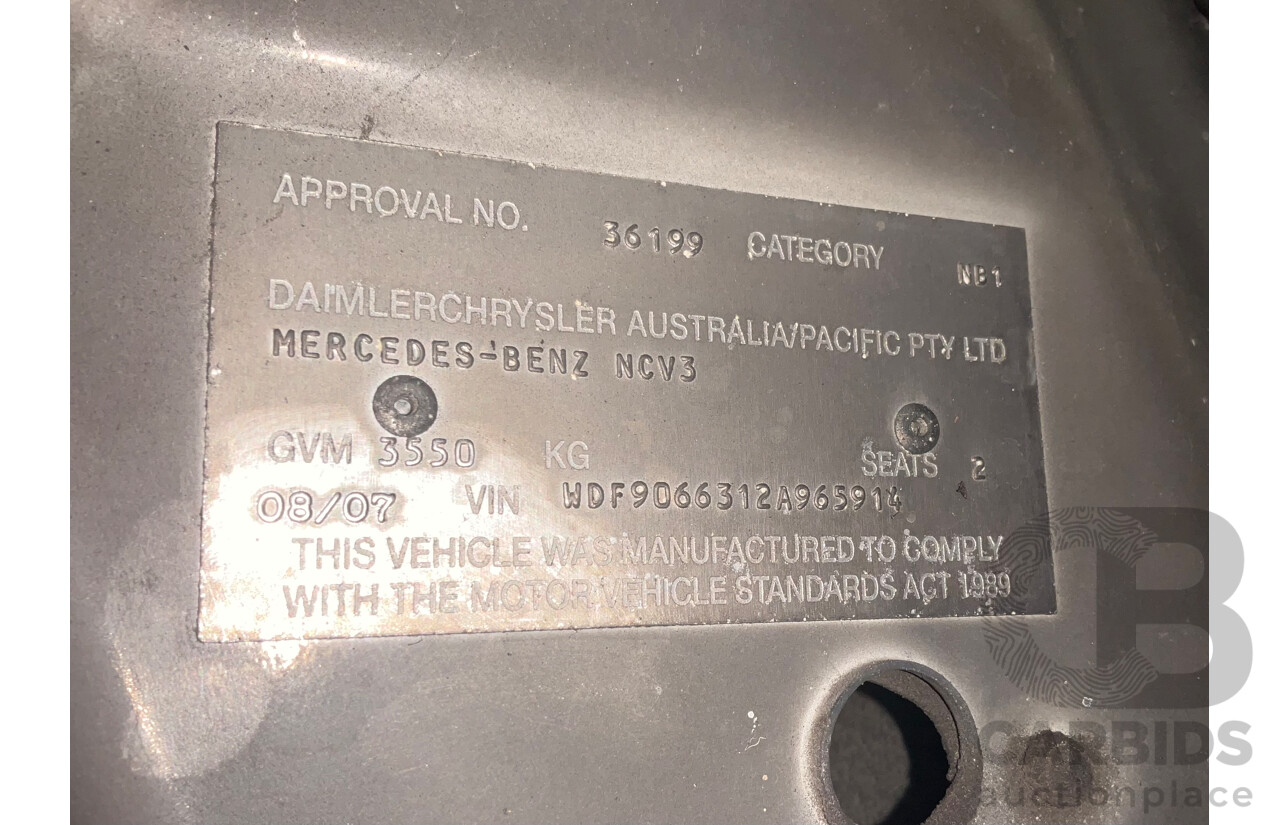 APPROVAL NO. 36199 CATEGORY NB1
DAIMLERCHRYSLER AUSTRALIA/PACIFIC PTY LTD
MERCEDES-BENZ NCV3
GVM 3550 KG SEATS 2
08/07 VIN WDF9066312A965914
THIS VEHICLE WAS MANUFACTURED TO COMPLY
WITH THE MOTOR VEHICLE STANDARDS ACT 1989
CARBIDS
auctionplace